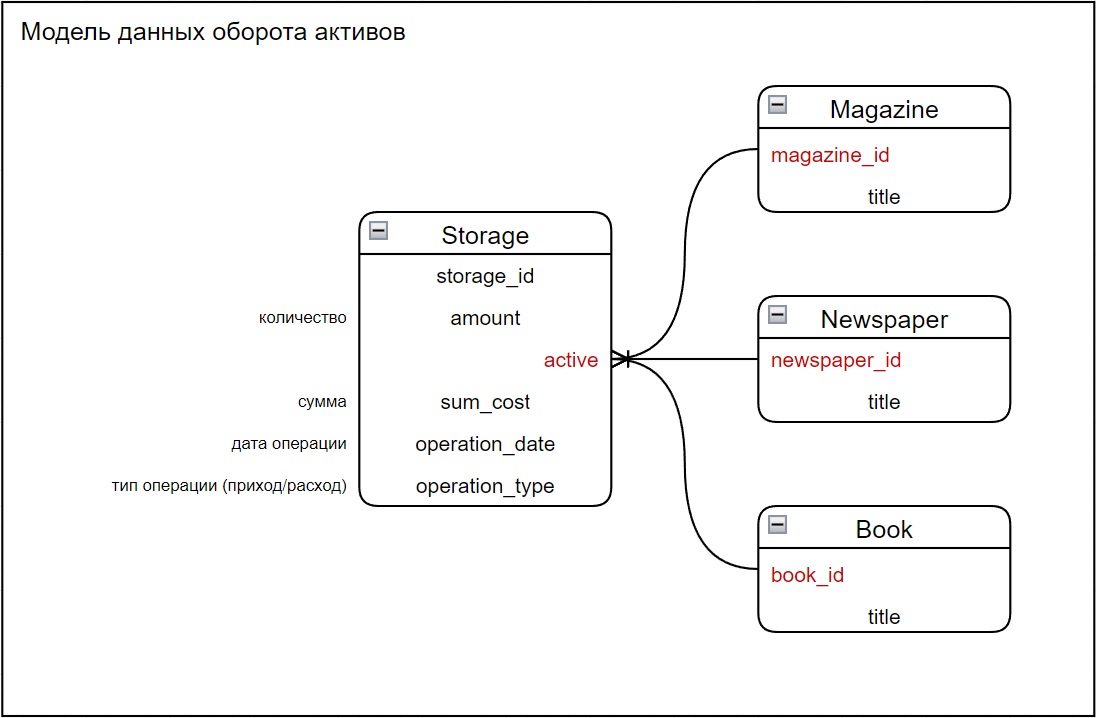 Модель данных оборота активов
Magazine
magazine_id
title
Storage
storage_id
количество amount
active
сумма sum_cost
дата операции operation_date
тип операции (приход/расход) operation_type
Newspaper
newspaper_id
title
Book
book_id
title